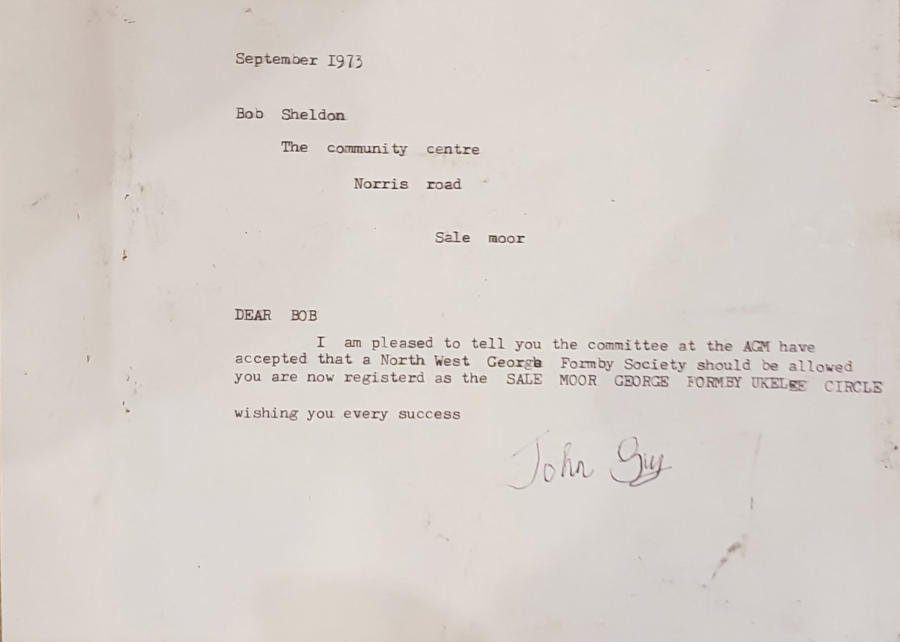 September I973
Bob Sheldon
The community centre
Norris road
Sale moor
DEAR BOB
I am pleased to tell you the committee at the AGM have
accepted that a North West George Formby Society should be allowed
you are now registerd as the SALE MOOR GEORGE FORMBY UKELEE CIRCLE
wishing you every success
John Guy